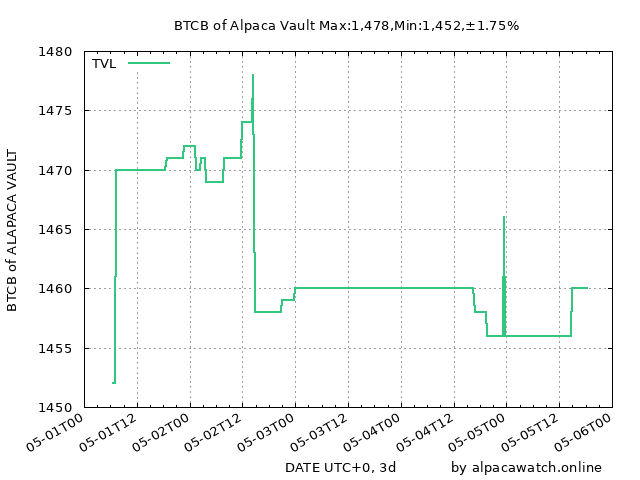 BTCB of Alpaca Vault Max:1,478,Min:1,452,±1.75%
TVL
1480
1475
1470
1465
1460
1455
1450
BTCB of ALAPACA VAULT
05-01T00
05-01T12
05-02T00
05-02T12
05-03T00
05-03T12
05-04T00
05-04T12
05-05T00
05-05T12
05-06T00
DATE UTC+0, 3d
by alpacawatch.online